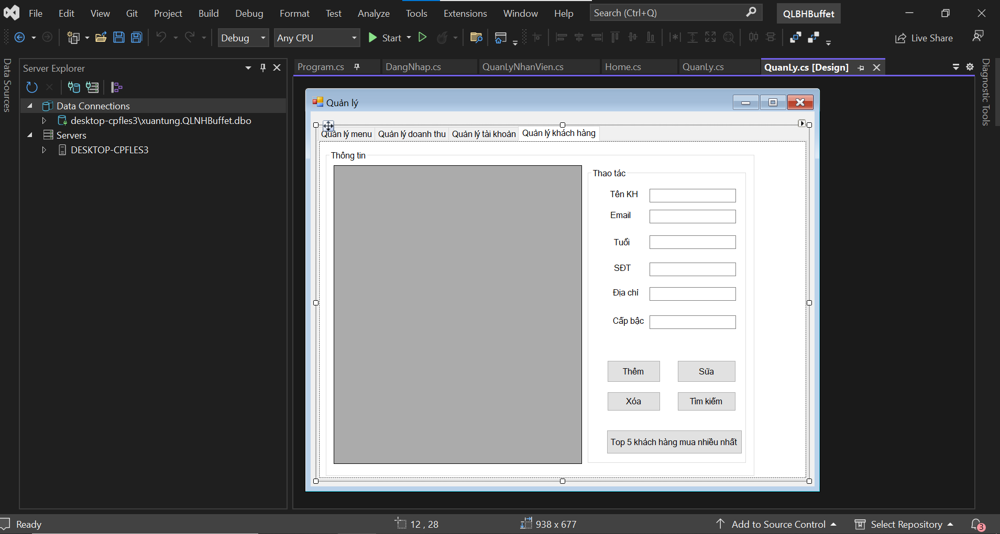 File Edit View Git Project Build Debug Format Test Analyze Tools Extensions Window Help Search (Ctrl+Q) QLBHBuffet
Debug Any CPU Start Live Share
Data Sources
Server Explorer
Data Connections
desktop-cpfles3\xuantung.QLNHBuffet.dbo
Servers
DESKTOP-CPFLES3
Program.cs DangNhap.cs QuanLyNhanVien.cs Home.cs QuanLy.cs QuanLy.cs [Design]
Diagnostic Tools
Quản lý
Quản lý menu Quản lý doanh thu Quản lý tài khoản Quản lý khách hàng
Thông tin
Thao tác
Tên KH
Email
Tuổi
SĐT
Địa chỉ
Cấp bậc
Thêm Sửa
Xóa Tìm kiếm
Top 5 khách hàng mua nhiều nhất
Ready 12 , 28 938 x 677 Add to Source Control Select Repository 3